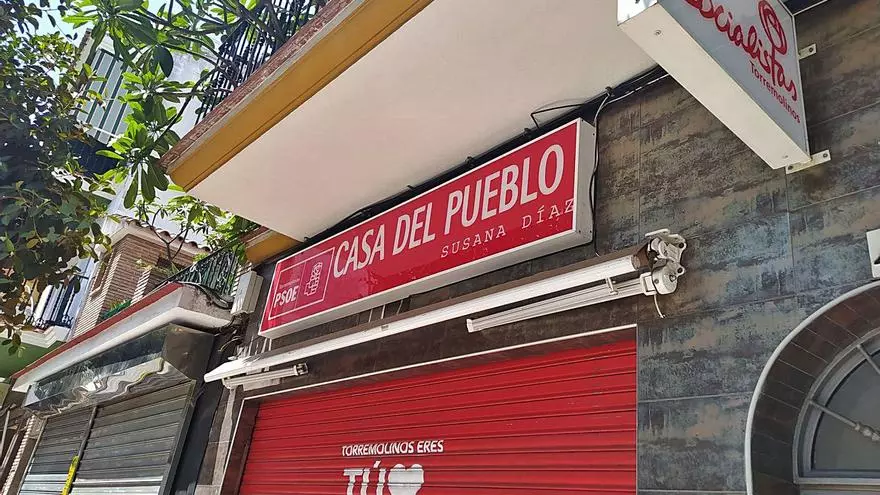 Socialistas
Torremolinos
CASA DEL PUEBLO
SUSANA DÍAZ
PSOE
TORREMOLINOS ERES
TÚ